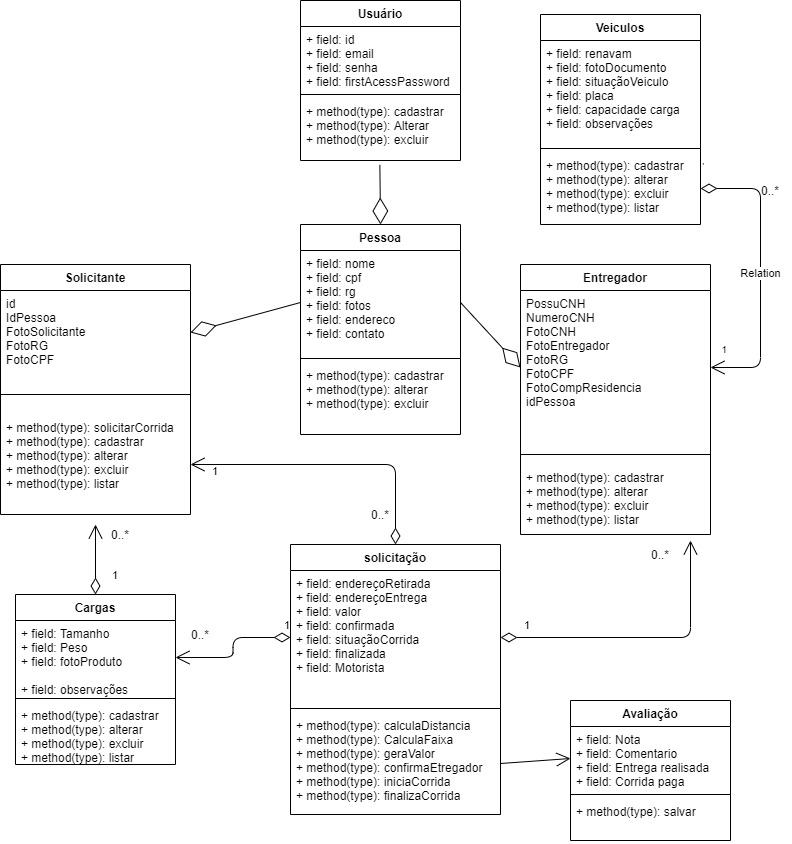 Usuário
+ field: id
+ field: email
+ field: senha
+ field: firstAcessPassword
+ method(type): cadastrar
+ method(type): Alterar
+ method(type): excluir
Veiculos
+ field: renavam
+ field: fotoDocumento
+ field: situaçãoVeiculo
+ field: placa
+ field: capacidade carga
+ field: observações
+ method(type): cadastrar
+ method(type): alterar
+ method(type): excluir
+ method(type): listar
0..*
Relation
1
Pessoa
+ field: nome
+ field: cpf
+ field: rg
+ field: fotos
+ field: endereco
+ field: contato
+ method(type): cadastrar
+ method(type): alterar
+ method(type): excluir
Solicitante
id
IdPessoa
FotoSolicitante
FotoRG
FotoCPF
+ method(type): solicitarCorrida
+ method(type): cadastrar
+ method(type): alterar
+ method(type): excluir
+ method(type): listar
Entregador
PossuCNH
NumeroCNH
FotoCNH
FotoEntregador
FotoRG
FotoCPF
FotoCompResidencia
idPessoa
+ method(type): cadastrar
+ method(type): alterar
+ method(type): excluir
+ method(type): listar
1
0..*
0..*
1
0..*
1
1
0..*
Cargas
+ field: Tamanho
+ field: Peso
+ field: fotoProduto
+ field: observações
+ method(type): cadastrar
+ method(type): alterar
+ method(type): excluir
+ method(type): listar
solicitação
+ field: endereçoRetirada
+ field: endereçoEntrega
+ field: valor
+ field: confirmada
+ field: situaçãoCorrida
+ field: finalizada
+ field: Motorista
+ method(type): calculaDistancia
+ method(type): CalculaFaixa
+ method(type): geraValor
+ method(type): confirmaEtregador
+ method(type): iniciaCorrida
+ method(type): finalizaCorrida
Avaliação
+ field: Nota
+ field: Comentario
+ field: Entrega realisada
+ field: Corrida paga
+ method(type): salvar